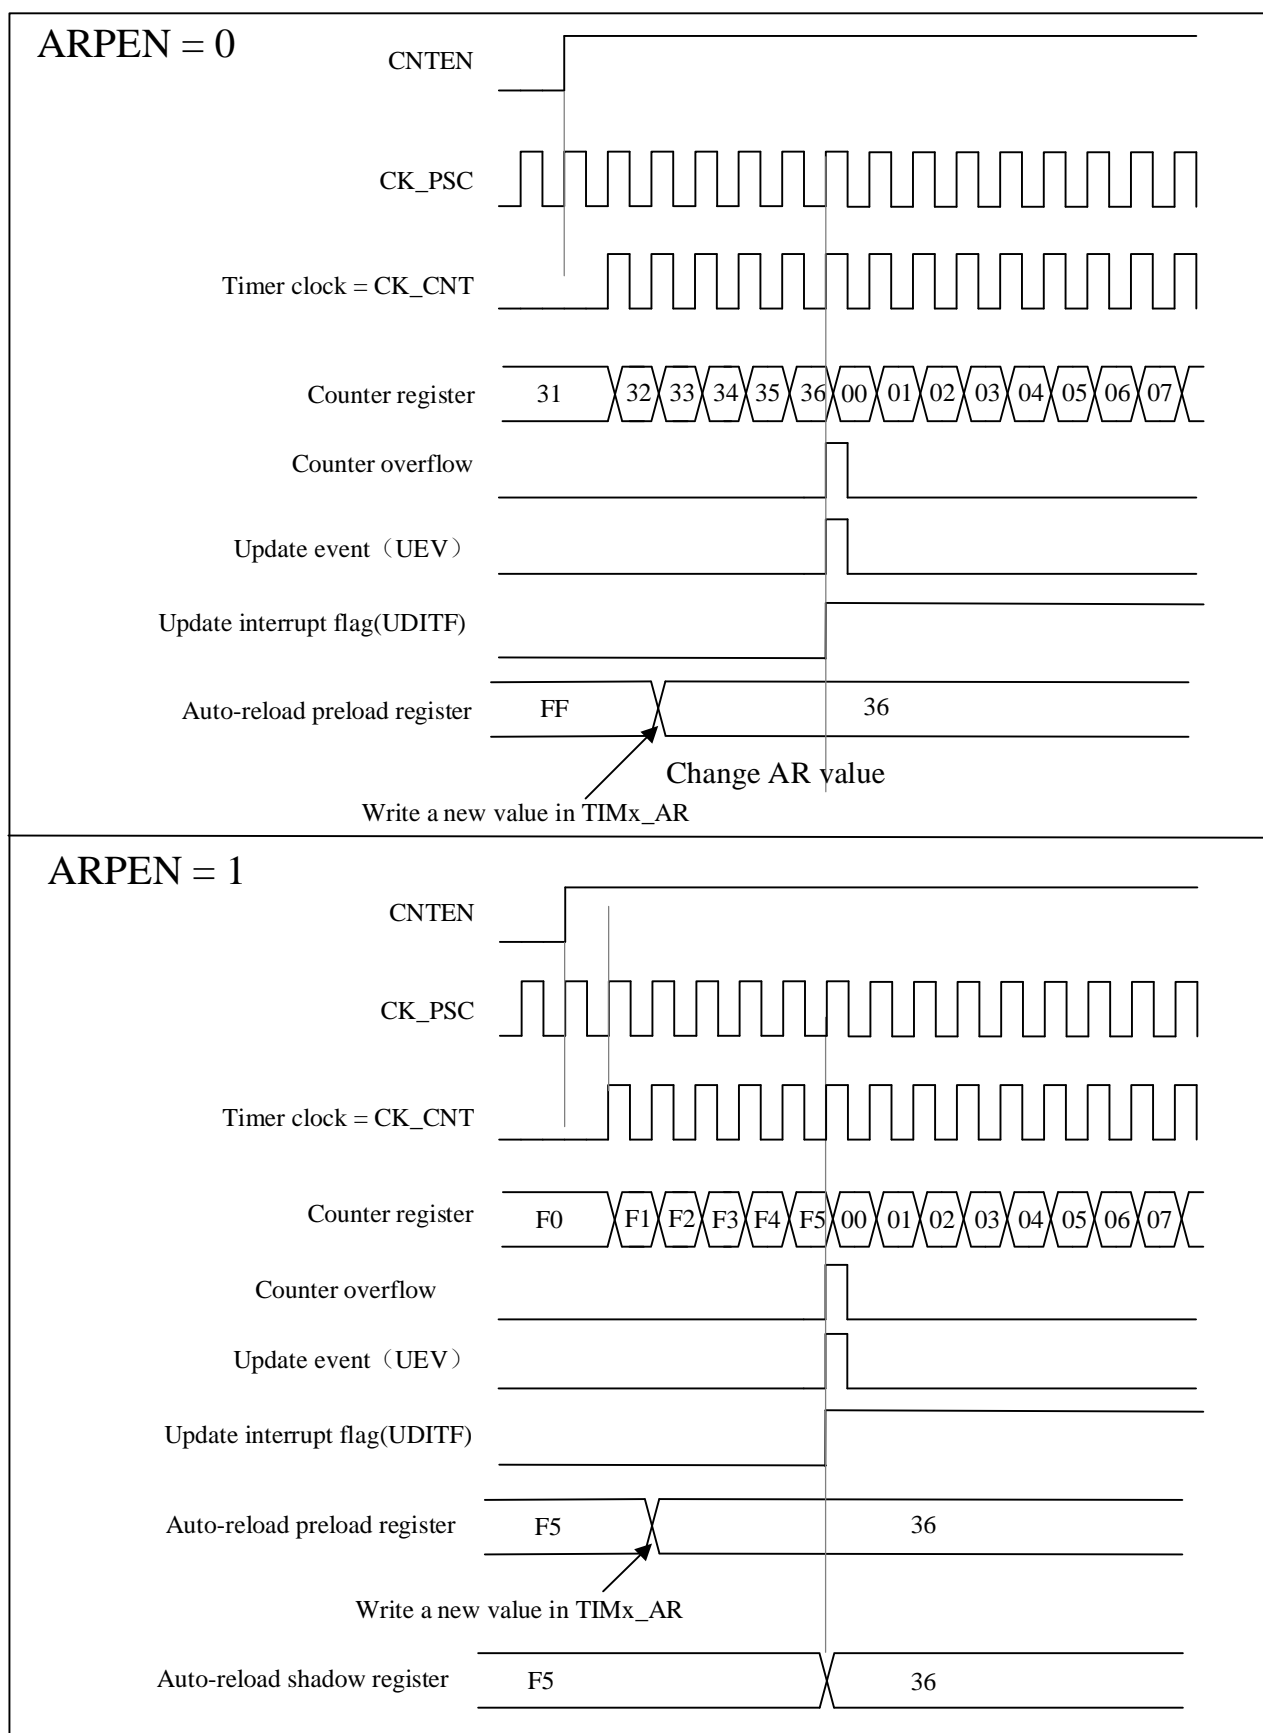 ARPEN = 0
CNTEN
CK_PSC
Timer clock = CK_CNT
Counter register 31 32 33 34 35 36 00 01 02 03 04 05 06 07
Counter overflow
Update event（UEV）
Update interrupt flag(UDITF)
Auto-reload preload register FF 36
Change AR value
Write a new value in TIMx_AR
ARPEN = 1
CNTEN
CK_PSC
Timer clock = CK_CNT
Counter register F0 F1 F2 F3 F4 F5 00 01 02 03 04 05 06 07
Counter overflow
Update event（UEV）
Update interrupt flag(UDITF)
Auto-reload preload register F5 36
Write a new value in TIMx_AR
Auto-reload shadow register F5 36